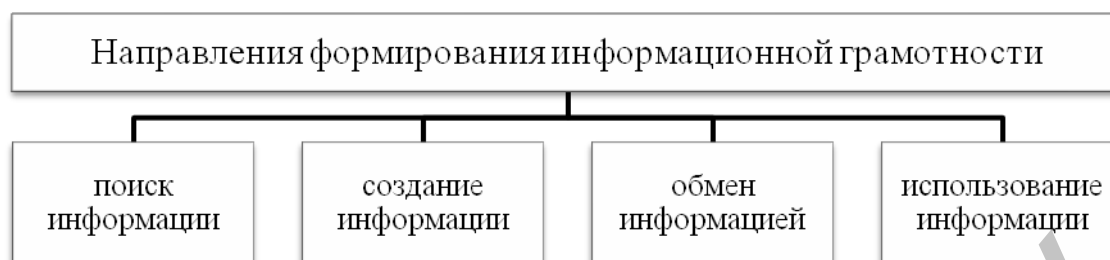 Направления формирования информационной грамотности
поиск
информации
создание
информации
обмен
информацией
использование
информации